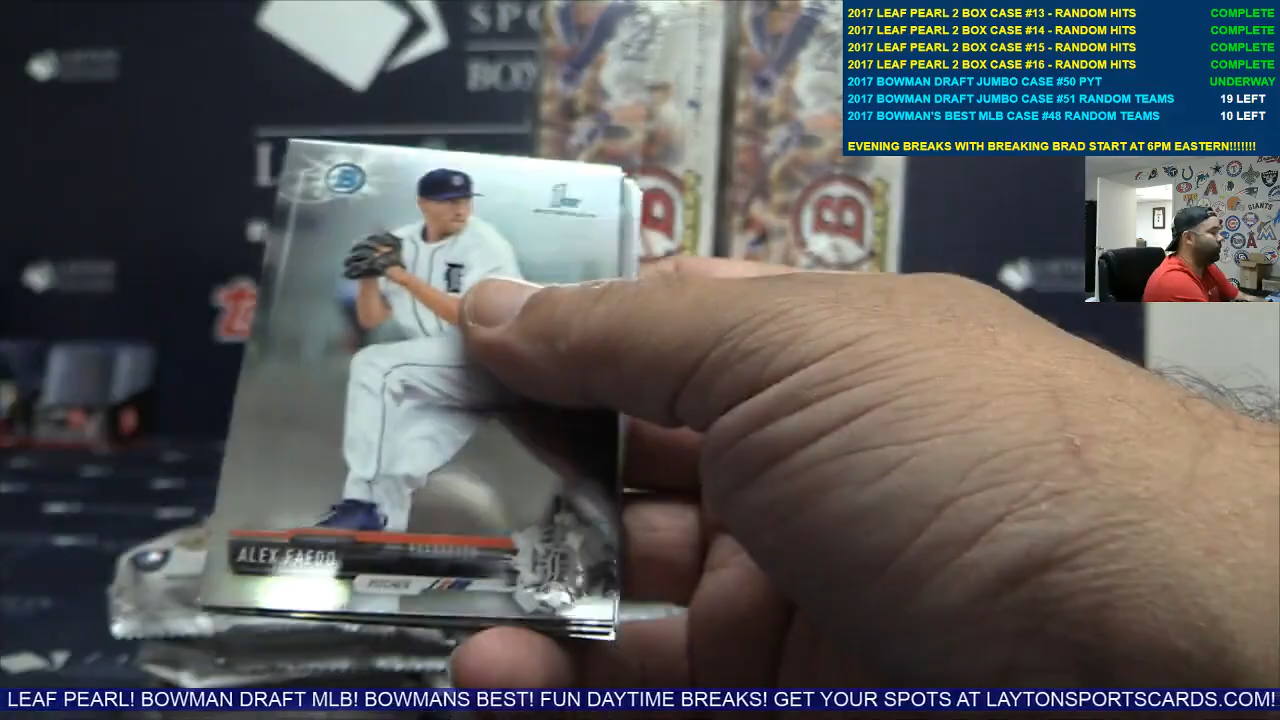 2017 LEAF PEARL 2 BOX CASE #13 - RANDOM HITS COMPLETE
2017 LEAF PEARL 2 BOX CASE #14 - RANDOM HITS COMPLETE
2017 LEAF PEARL 2 BOX CASE #15 - RANDOM HITS COMPLETE
2017 LEAF PEARL 2 BOX CASE #16 - RANDOM HITS COMPLETE
2017 BOWMAN DRAFT JUMBO CASE #50 PYT UNDERWAY
2017 BOWMAN DRAFT JUMBO CASE #51 RANDOM TEAMS 19 LEFT
2017 BOWMAN'S BEST MLB CASE #48 RANDOM TEAMS 10 LEFT
EVENING BREAKS WITH BREAKING BRAD START AT 6PM EASTERN!!!!!!!
B
B
GIANTS
ALEX FAEDO
PITCHER
LEAF PEARL! BOWMAN DRAFT MLB! BOWMANS BEST! FUN DAYTIME BREAKS! GET YOUR SPOTS AT LAYTONSPORTSCARDS.COM!